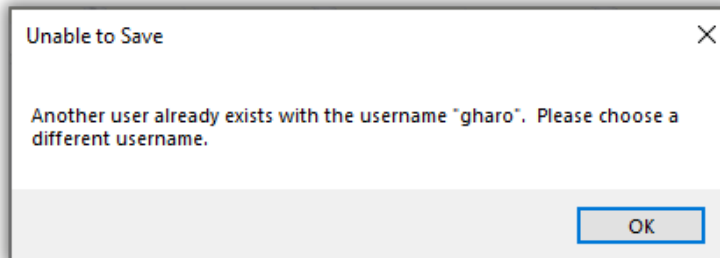 Unable to Save
Another user already exists with the username "gharo".  Please choose a
different username.
OK